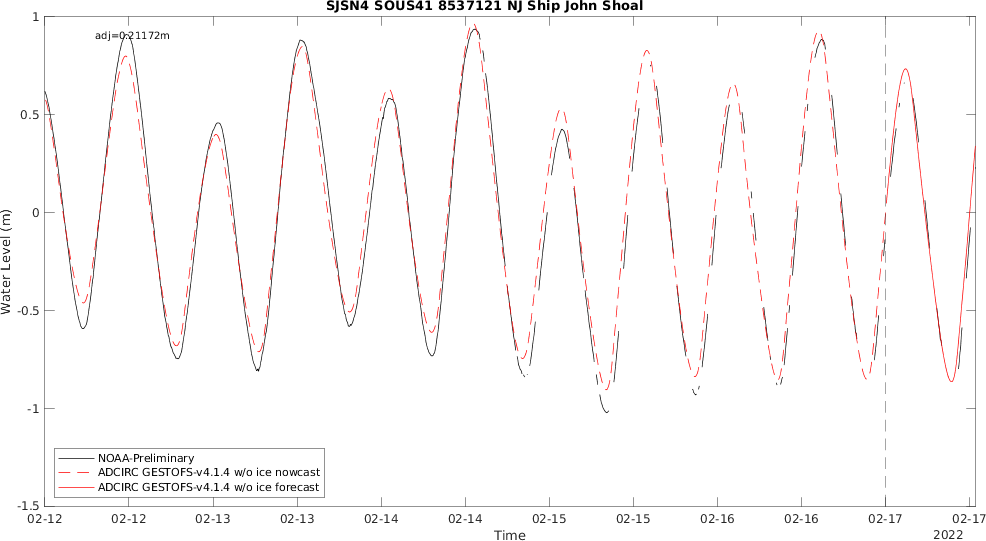 SJSN4 SOUS41 8537121 NJ Ship John Shoal
adj=0.21172m
1
0.5
0
-0.5
-1
-1.5
Water Level (m)
NOAA-Preliminary
ADCIRC GESTOFS-v4.1.4 w/o ice nowcast
ADCIRC GESTOFS-v4.1.4 w/o ice forecast
02-12 02-12 02-13 02-13 02-14 02-14 02-15 02-15 02-16 02-16 02-17 02-17
Time
2022